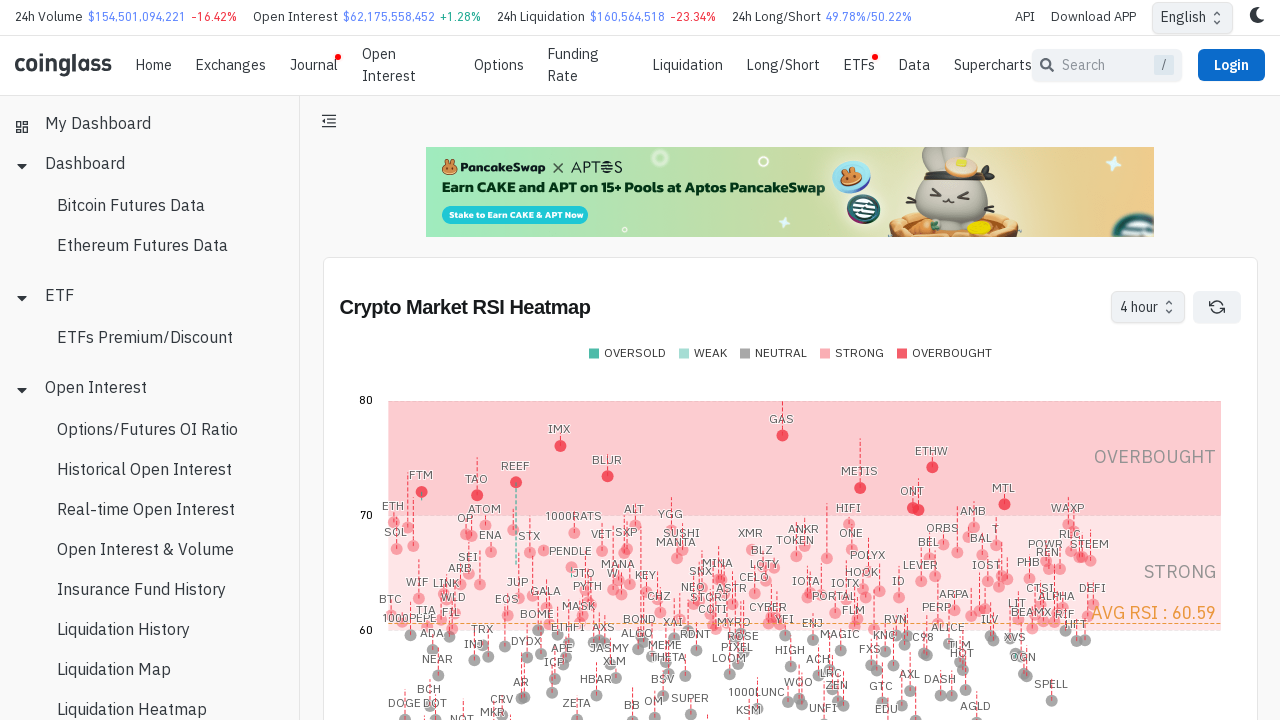 24h Volume $154,501,094,221 -16.42% Open Interest $62,175,558,452 +1.28% 24h Liquidation $160,564,518 -23.34% 24h Long/Short 49.78%/50.22% API Download APP English
coinglass Home Exchanges Journal Open Interest Options Funding Rate Liquidation Long/Short ETFs Data Supercharts Search / Login
My Dashboard
Dashboard
Bitcoin Futures Data
Ethereum Futures Data
ETF
ETFs Premium/Discount
Open Interest
Options/Futures OI Ratio
Historical Open Interest
Real-time Open Interest
Open Interest & Volume
Insurance Fund History
Liquidation History
Liquidation Map
Liquidation Heatmap
PancakeSwap X APTOS
Earn CAKE and APT on 15+ Pools at Aptos PancakeSwap
Stake to Earn CAKE & APT Now
Crypto Market RSI Heatmap
4 hour
OVERSOLD WEAK NEUTRAL STRONG OVERBOUGHT
80
GAS
IMX
ETHW
OVERBOUGHT
BLUR
REEF
METIS
FTM
TAO
ONT
MTL
ETH
ATOM
ALT
HIFI
WAXP
70
OP
1000RATS
YGG
AMB
SOL
ENA
STX
VET
SXP
SUSHI
XMR
ANKR
ONE
ORBS
T
RLC
MANTA
TOKEN
BEL
BAL
POWR
STEEM
SEI
PENDLE
BLZ
POLYX
REN
ARB
MANA
MINA
LQTY
LEVER
IOST
PHB
STRONG
JTO
W
KEY
SNX
CELO
HOOK
WIF
LINK
JUP
PYTH
NEO
ASTR
IOTA
IOTX
ID
CTSI
DEFI
BTC
WLD
EOS
GALA
CHZ
STORJ
PORTAL
ARPA
ALPHA
TIA
FIL
BOME
MASK
COTI
CYBER
FLM
PERP
LIT
BEAMX
RIF
AVG RSI : 60.59
1000PEPE
BOND
XAI
MYRO
YFI
ENJ
RVN
ILV
HFT
60
ADA
TRX
ETHFI
AXS
ALGO
RDNT
ROSE
MAGIC
KNC
C98
ALICE
XVS
INJ
DYDX
APE
JASMY
MEME
PIXEL
HIGH
FXS
TLM
NEAR
ICP
XLM
THETA
LOOM
ACH
HOT
OGN
AR
HBAR
BSV
WOO
LRC
ZEN
GTC
AXL
DASH
SPELL
BCH
CRV
SUPER
1000LUNC
DOGE
DOT
ZETA
BB
OM
KSM
UNFI
EDU
AGLD
NOT
MKR